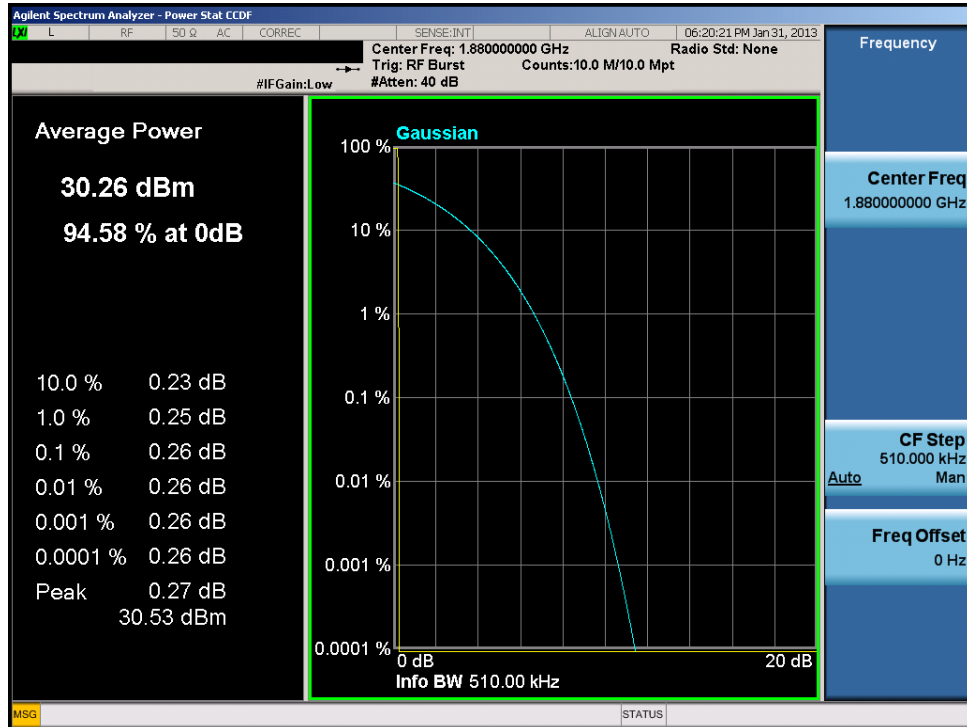 Agilent Spectrum Analyzer - Power Stat CCDF
LXI L RF 50 Ω AC CORREC SENSE:INT ALIGN AUTO 06:20:21 PM Jan 31, 2013
Center Freq: 1.880000000 GHz Radio Std: None
Trig: RF Burst Counts:10.0 M/10.0 Mpt
#IFGain:Low #Atten: 40 dB
Average Power
30.26 dBm
94.58 % at 0dB
10.0 % 0.23 dB
1.0 % 0.25 dB
0.1 % 0.26 dB
0.01 % 0.26 dB
0.001 % 0.26 dB
0.0001 % 0.26 dB
Peak 0.27 dB
30.53 dBm
Gaussian
100 %
10 %
1 %
0.1 %
0.01 %
0.001 %
0.0001 %
0 dB 20 dB
Info BW 510.00 kHz
Frequency
Center Freq
1.880000000 GHz
CF Step
510.000 kHz
Auto Man
Freq Offset
0 Hz
MSG STATUS